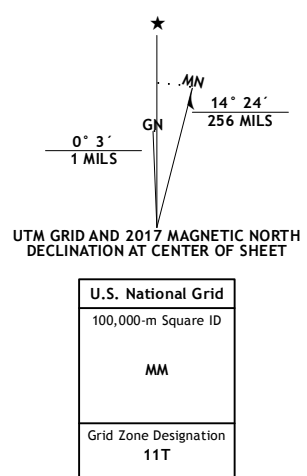 ★
MN
GN
14° 24´
256 MILS
0° 3´
1 MILS
UTM GRID AND 2017 MAGNETIC NORTH
DECLINATION AT CENTER OF SHEET
U.S. National Grid
100,000-m Square ID
MM
Grid Zone Designation
11T